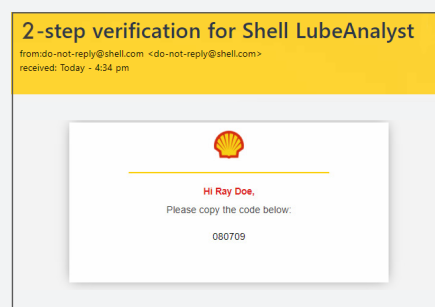 2-step verification for Shell LubeAnalyst
from:do-not-reply@shell.com <do-not-reply@shell.com>
received: Today - 4:34 pm
Hi Ray Doe,
Please copy the code below:
080709